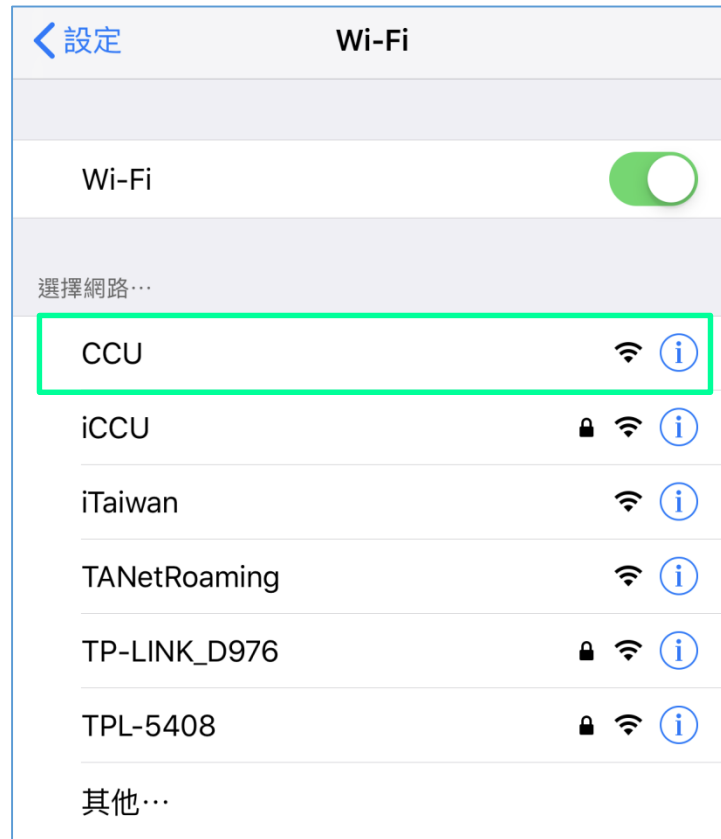 設定 Wi-Fi
Wi-Fi
選擇網路⋯
CCU
iCCU
iTaiwan
TANetRoaming
TP-LINK_D976
TPL-5408
其他⋯